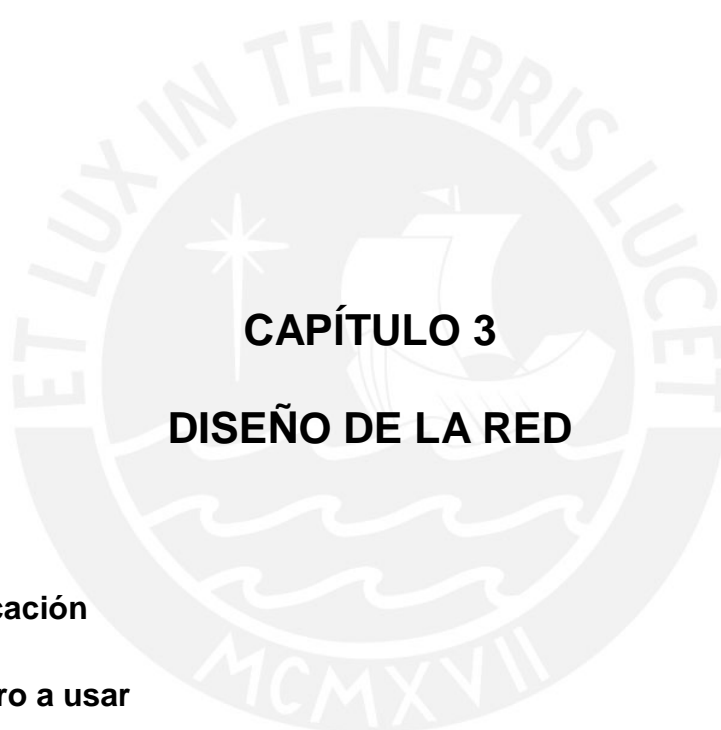 ET LUX IN TENEBRIS LUCET
CAPÍTULO 3
DISEÑO DE LA RED
cación
ro a usar
MCMXVII